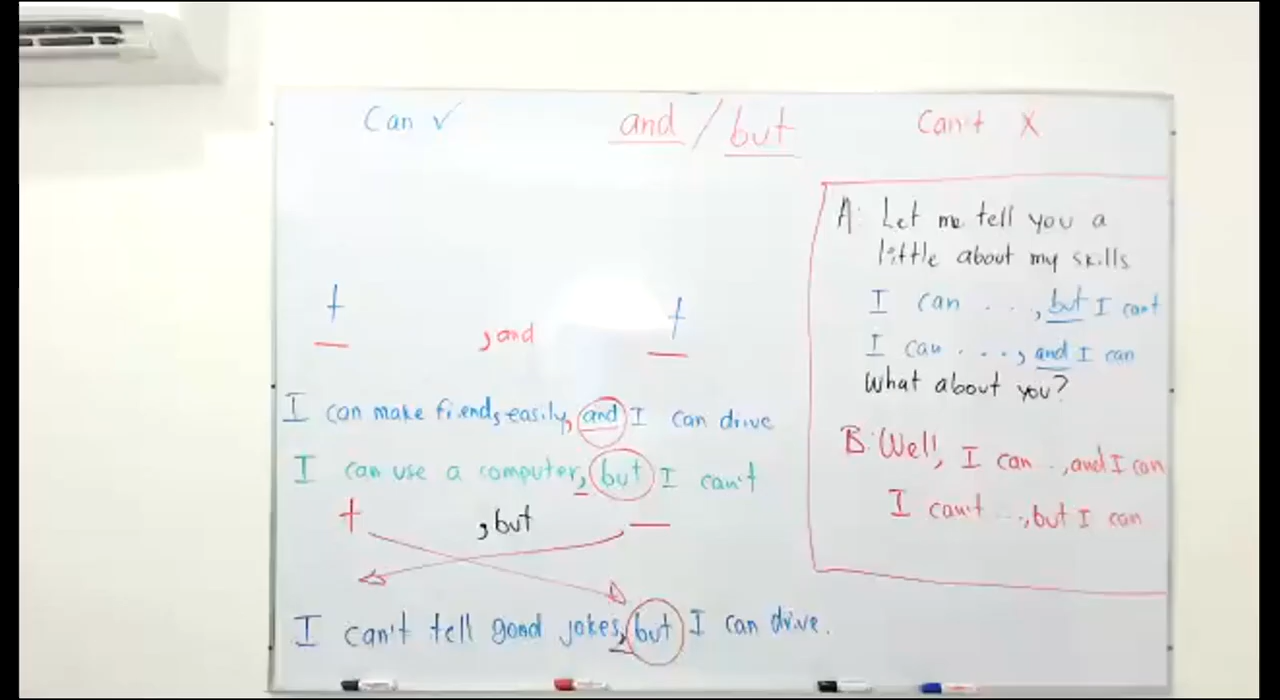 Can ✓ and / but Can't X
+ , and +
I can make friends easily, and I can drive
I can use a computer, but I can't
+ , but —
I can't tell good jokes, but I can drive.
A: Let me tell you a
little about my skills
I can ..., but I can't
I can ...., and I can
What about you?
B: Well, I can .., and I can
I can't ..., but I can